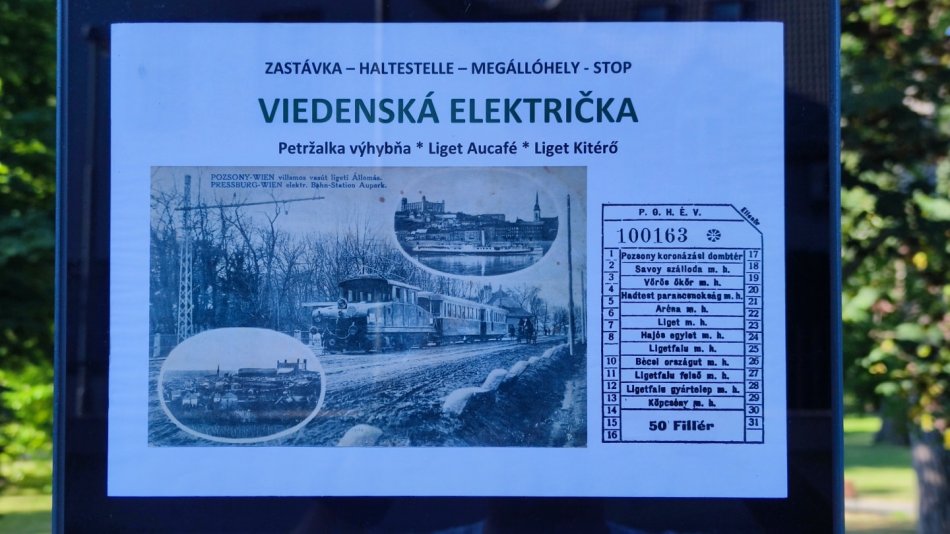 ZASTÁVKA – HALTESTELLE – MEGÁLLÓHELY - STOP
VIEDENSKÁ ELEKTRIČKA
Petržalka výhybňa * Liget Aucafé * Liget Kitérő
POZSONY-WIEN villamos vasút ligeti Állomás.
PRESSBURG-WIEN elektr. Bahn-Station Aupark.
P. O. H. É. V.
Ellenőr
100163
1 Pozsony koronázási dombtér 17
2 Savoy szálloda m. h. 18
3 Vörös ökör m. h. 19
4 Hadtest parancsnokság m. h. 20
5 Aréna m. h. 21
6 Liget m. h. 22
7 Hajós egylet m. h. 23
8 Ligetfalu m. h. 24
25
10 Bécsi országut m. h. 26
11 Ligetfalu felső m. h. 27
12 Ligetfalu gyártelep m. h. 28
13 Köpcsény m. h. 29
14 30
15 50 Fillér 31
16